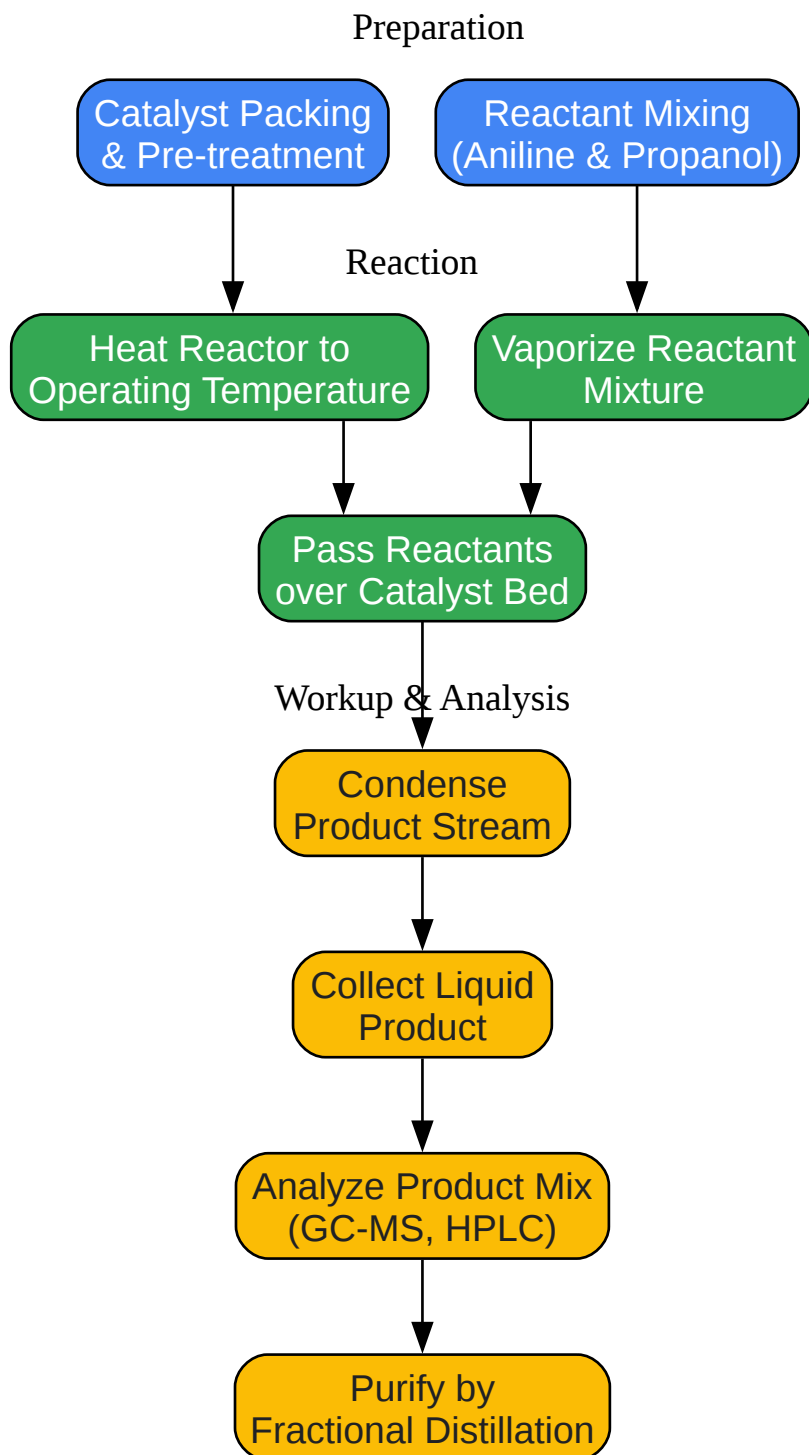 Preparation
Catalyst Packing
& Pre-treatment
Reactant Mixing
(Aniline & Propanol)
Reaction
Heat Reactor to
Operating Temperature
Vaporize Reactant
Mixture
Pass Reactants
over Catalyst Bed
Workup & Analysis
Condense
Product Stream
Collect Liquid
Product
Analyze Product Mix
(GC-MS, HPLC)
Purify by
Fractional Distillation